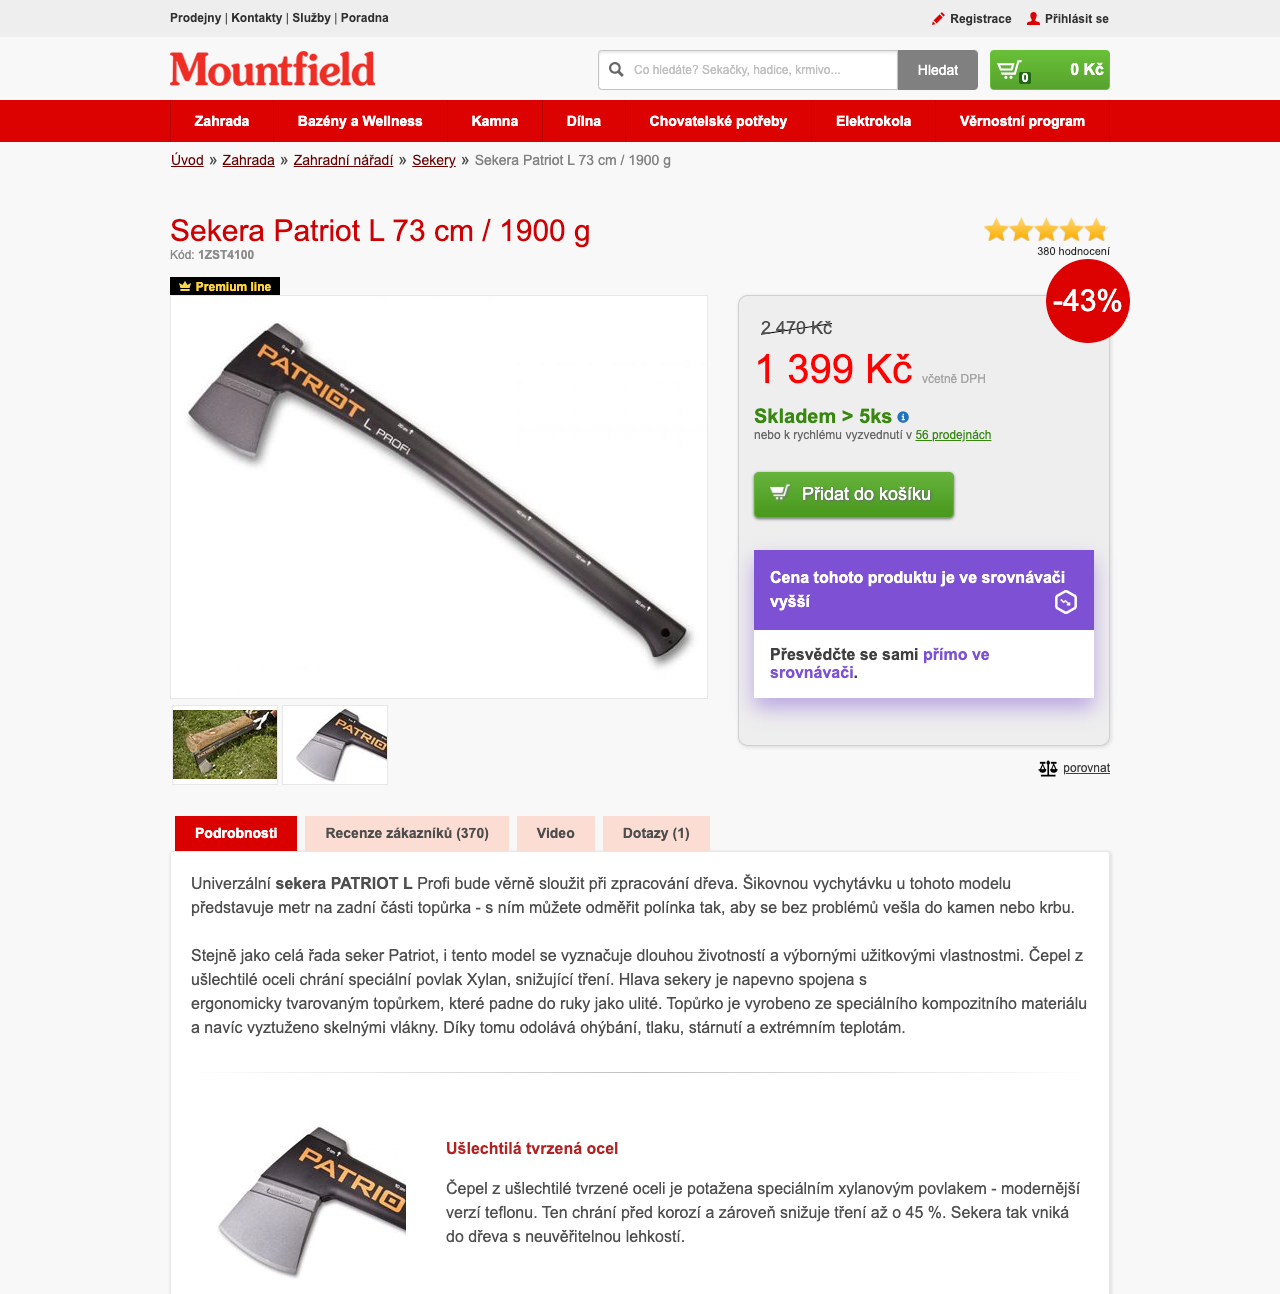 Prodejny | Kontakty | Služby | Poradna
Registrace
Přihlásit se
Mountfield
Co hledáte? Sekačky, hadice, krmivo...
Hledat
0
0 Kč
Zahrada
Bazény a Wellness
Kamna
Dílna
Chovatelské potřeby
Elektrokola
Věrnostní program
Úvod » Zahrada » Zahradní nářadí » Sekery » Sekera Patriot L 73 cm / 1900 g
Sekera Patriot L 73 cm / 1900 g
Kód: 1ZST4100
380 hodnocení
Premium line
-43%
PATRIOT
L PROFI
2 470 Kč
1 399 Kč včetně DPH
Skladem > 5ks
nebo k rychlému vyzvednutí v 56 prodejnách
Přidat do košíku
Cena tohoto produktu je ve srovnávači
vyšší
Přesvědčte se sami přímo ve
srovnávači.
PATRIO
porovnat
Podrobnosti
Recenze zákazníků (370)
Video
Dotazy (1)
Univerzální sekera PATRIOT L Profi bude věrně sloužit při zpracování dřeva. Šikovnou vychytávku u tohoto modelu
představuje metr na zadní části topůrka - s ním můžete odměřit polínka tak, aby se bez problémů vešla do kamen nebo krbu.
Stejně jako celá řada seker Patriot, i tento model se vyznačuje dlouhou životností a výbornými užitkovými vlastnostmi. Čepel z
ušlechtilé oceli chrání speciální povlak Xylan, snižující tření. Hlava sekery je napevno spojena s
ergonomicky tvarovaným topůrkem, které padne do ruky jako ulité. Topůrko je vyrobeno ze speciálního kompozitního materiálu
a navíc vyztuženo skelnými vlákny. Díky tomu odolává ohýbání, tlaku, stárnutí a extrémním teplotám.
PATRIO
Ušlechtilá tvrzená ocel
Čepel z ušlechtilé tvrzené oceli je potažena speciálním xylanovým povlakem - modernější
verzí teflonu. Ten chrání před korozí a zároveň snižuje tření až o 45 %. Sekera tak vniká
do dřeva s neuvěřitelnou lehkostí.